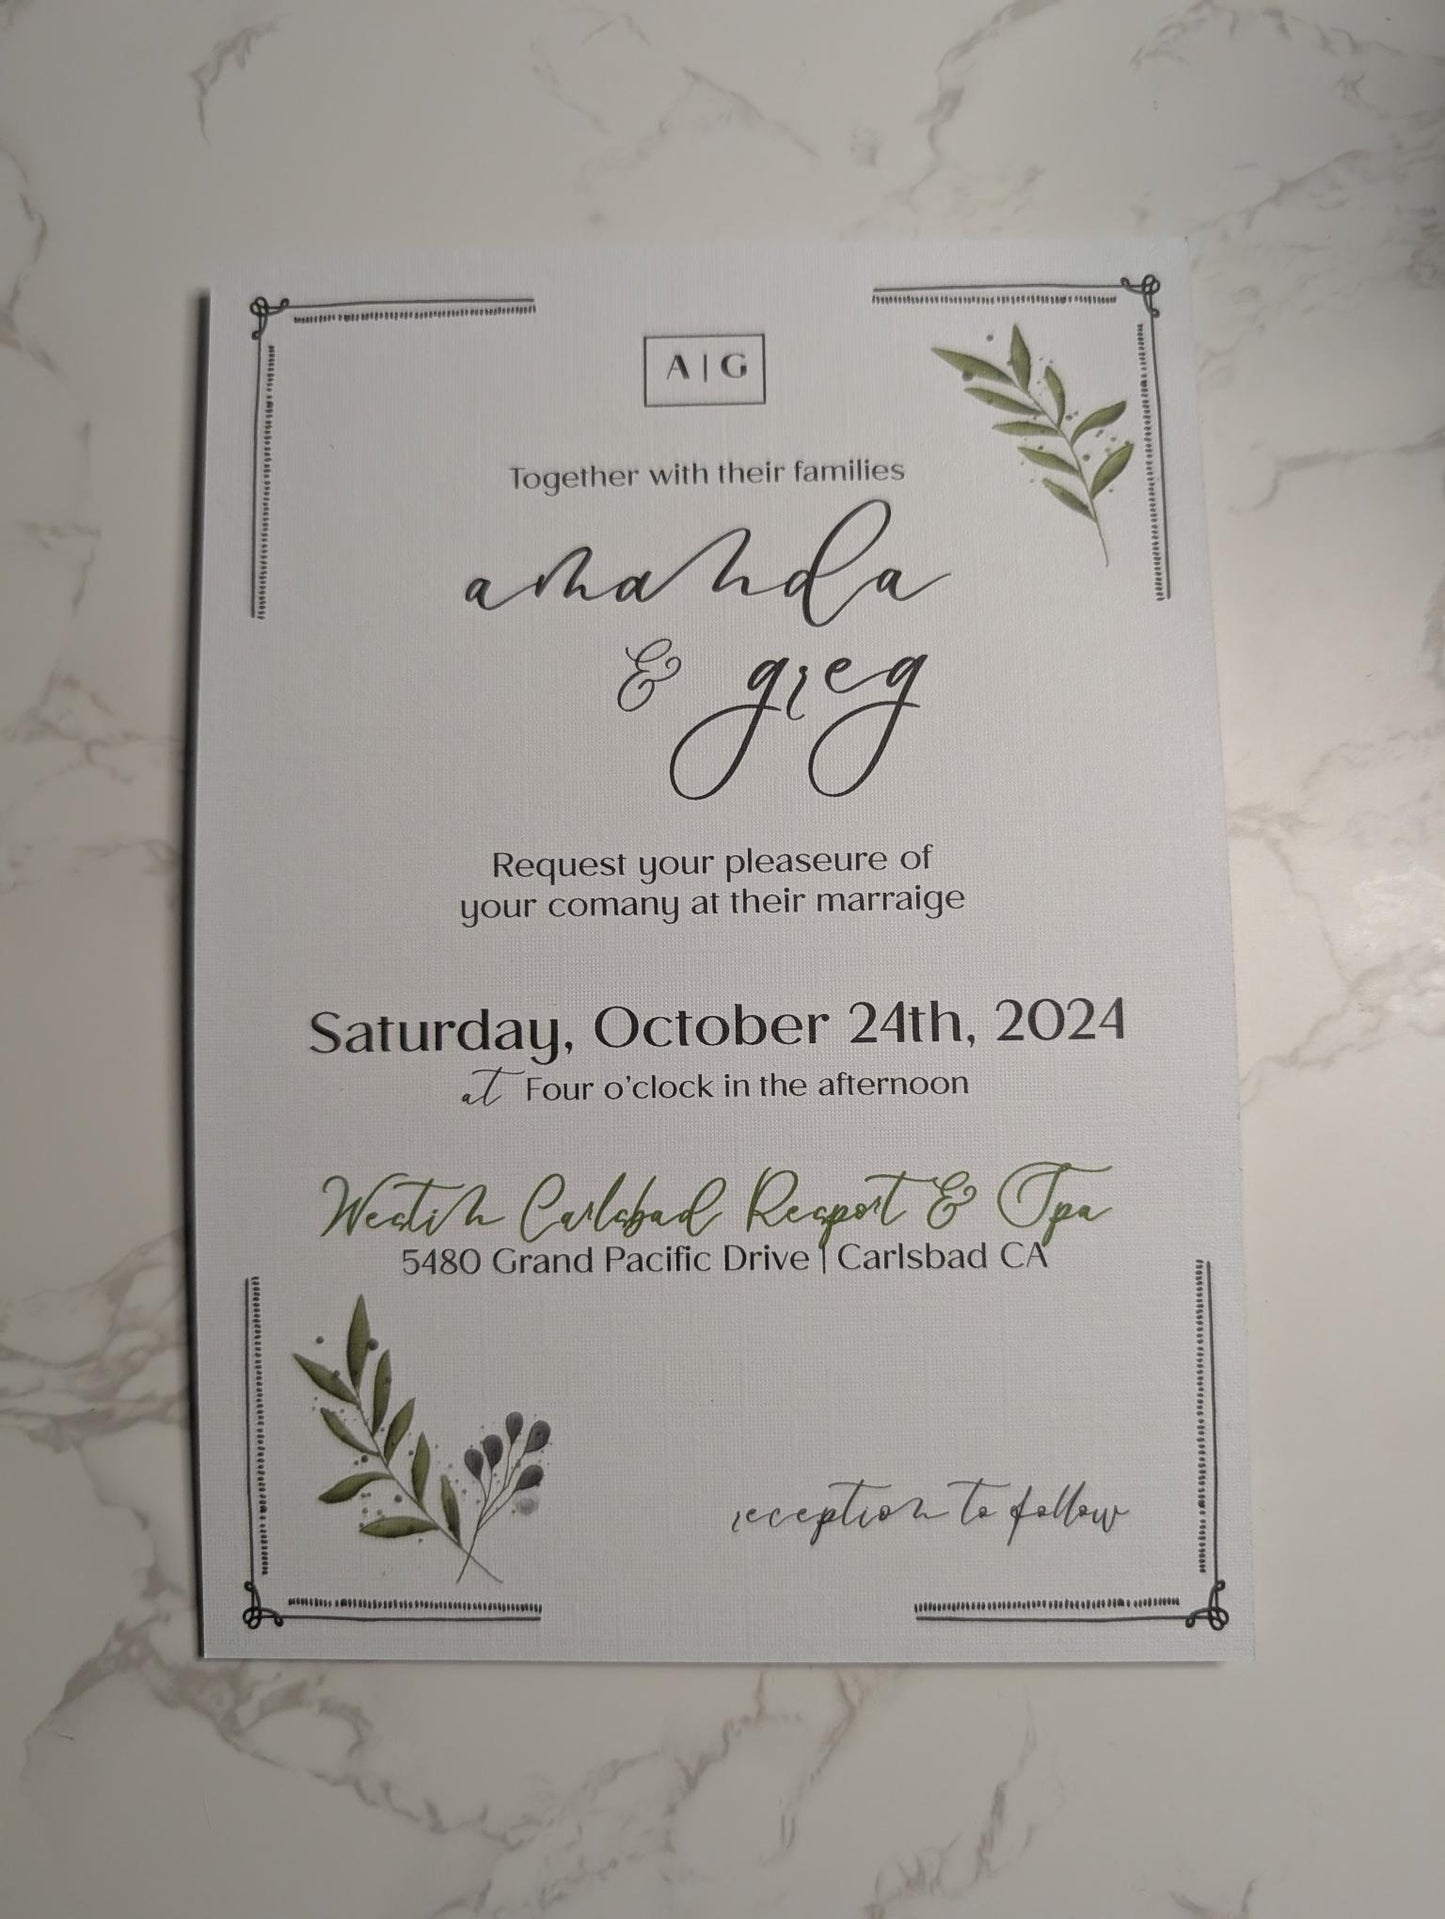 A | G
Together with their families
amanda
& greg
Request your pleaseure of
your comany at their marraige
Saturday, October 24th, 2024
at Four o'clock in the afternoon
Westin Carlsbad Resport & Spa
5480 Grand Pacific Drive | Carlsbad CA
reception to follow